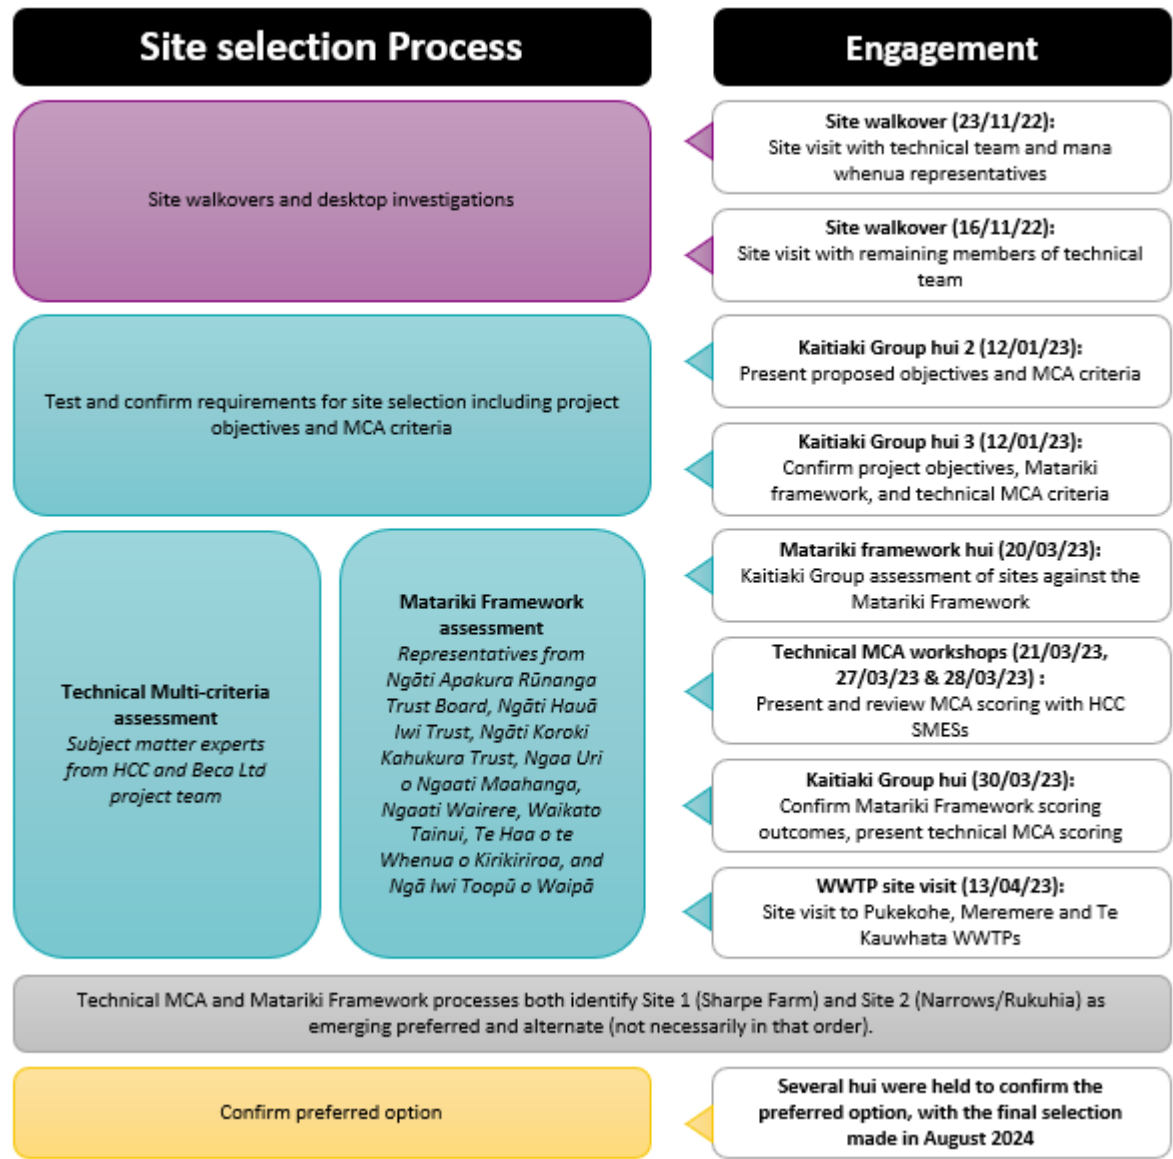 Site selection Process
Engagement
Site walkovers and desktop investigations
Site walkover (23/11/22):
Site visit with technical team and mana
whenua representatives
Site walkover (16/11/22):
Site visit with remaining members of technical
team
Test and confirm requirements for site selection including project
objectives and MCA criteria
Kaitiaki Group hui 2 (12/01/23):
Present proposed objectives and MCA criteria
Kaitiaki Group hui 3 (12/01/23):
Confirm project objectives, Matariki
framework, and technical MCA criteria
Technical Multi-criteria
assessment
Subject matter experts
from HCC and Beca Ltd
project team
Matariki Framework
assessment
Representatives from
Ngāti Apakura Rūnanga
Trust Board, Ngāti Hauā
Iwi Trust, Ngāti Koroki
Kahukura Trust, Ngaa Uri
o Ngaati Maahanga,
Ngaati Wairere, Waikato
Tainui, Te Haa o te
Whenua o Kirikiriroa, and
Ngā Iwi Toopū o Waipā
Matariki framework hui (20/03/23):
Kaitiaki Group assessment of sites against the
Matariki Framework
Technical MCA workshops (21/03/23,
27/03/23 & 28/03/23) :
Present and review MCA scoring with HCC
SMESs
Kaitiaki Group hui (30/03/23):
Confirm Matariki Framework scoring
outcomes, present technical MCA scoring
WWTP site visit (13/04/23):
Site visit to Pukekohe, Meremere and Te
Kauwhata WWTPs
Technical MCA and Matariki Framework processes both identify Site 1 (Sharpe Farm) and Site 2 (Narrows/Rukuhia) as
emerging preferred and alternate (not necessarily in that order).
Confirm preferred option
Several hui were held to confirm the
preferred option, with the final selection
made in August 2024